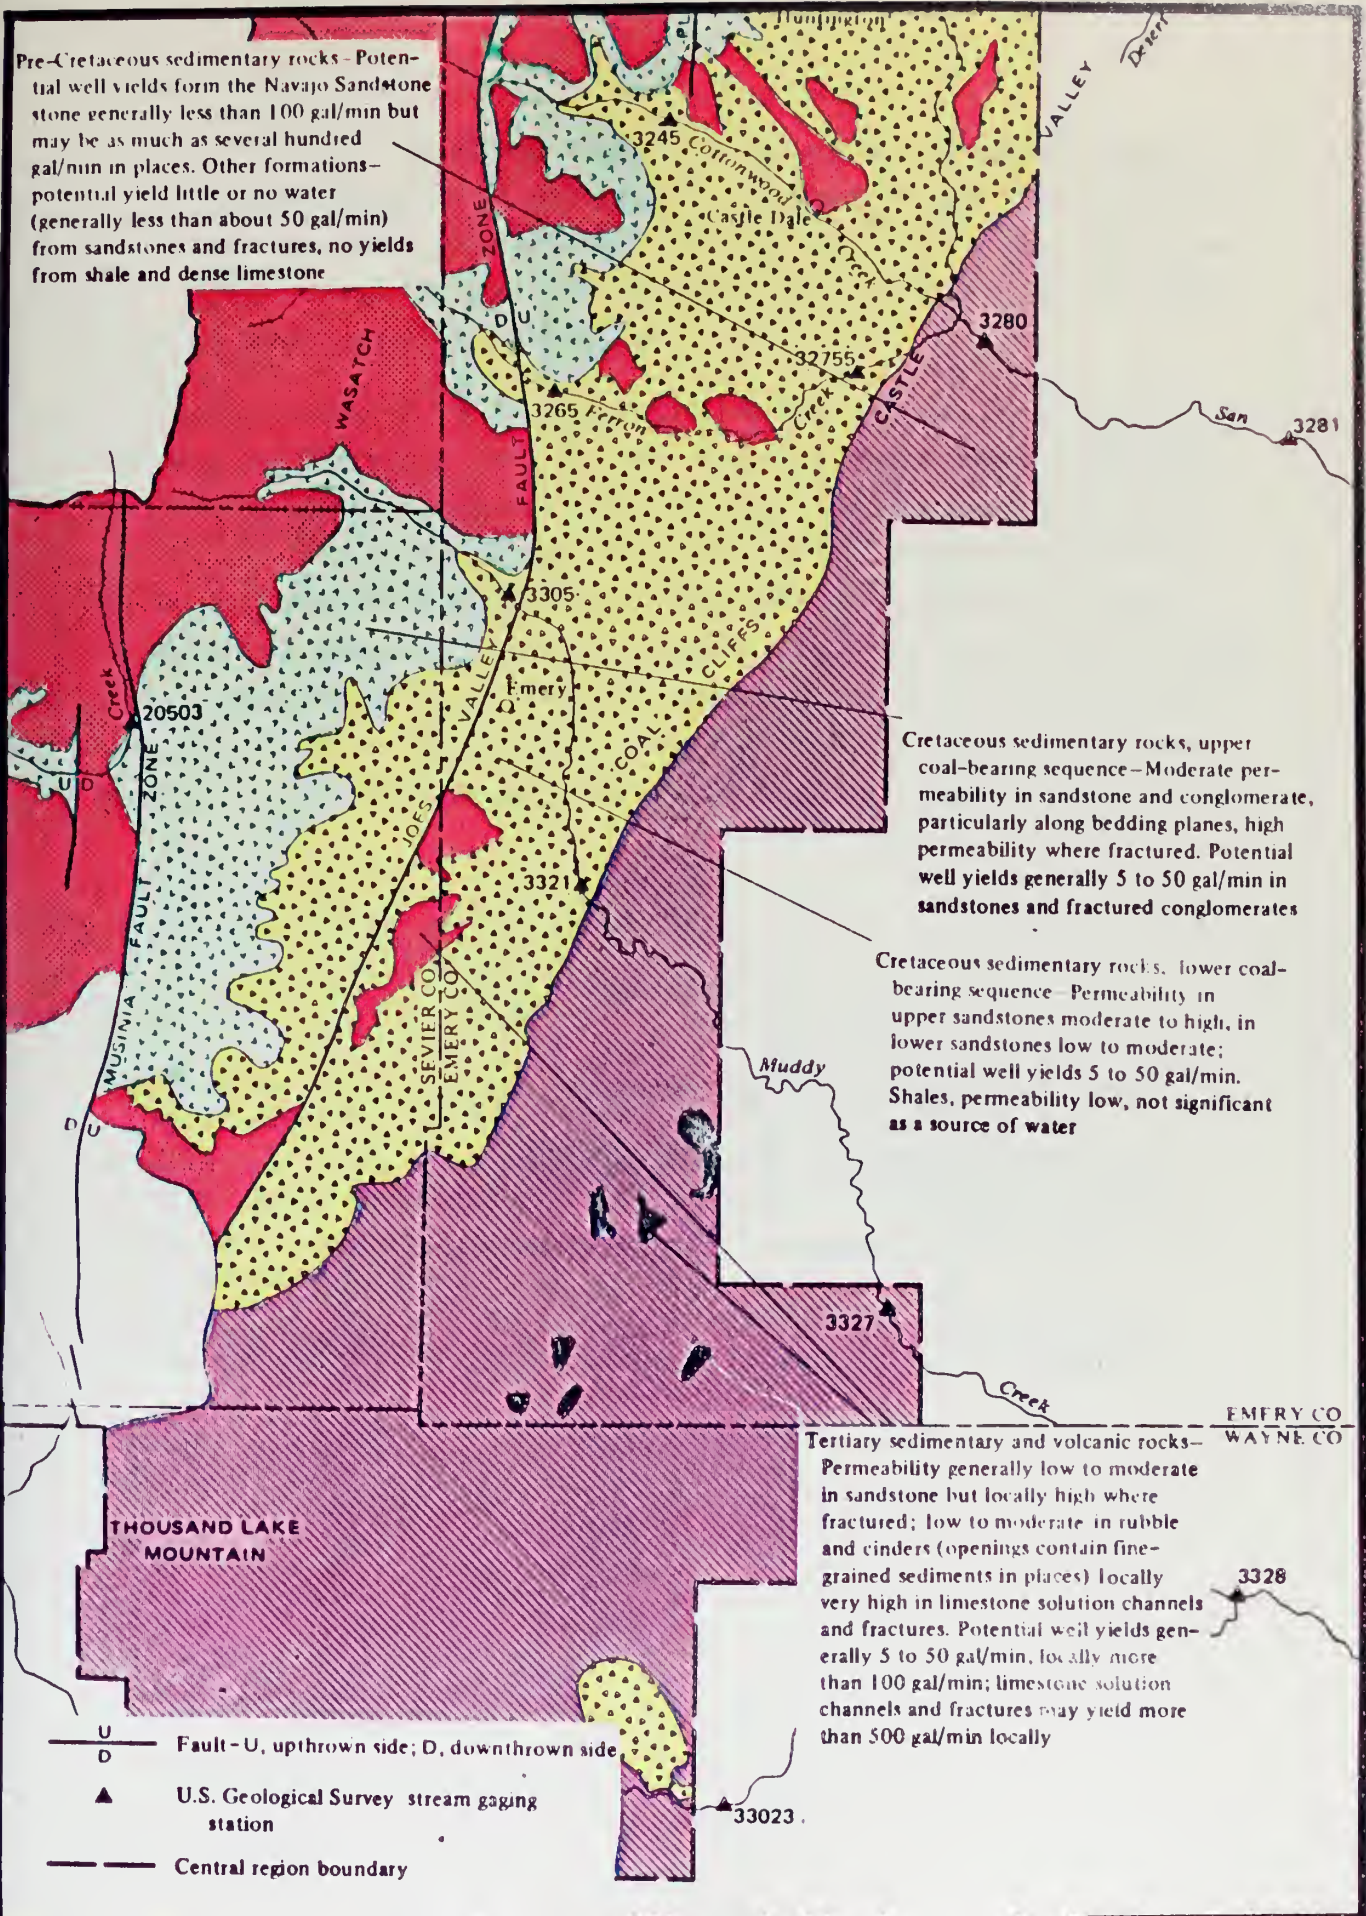 Huntington
Pre-Cretaceous sedimentary rocks-Poten-
tial well yields form the Navajo Sandstone
stone generally less than 100 gal/min but
may be as much as several hundred
gal/min in places. Other formations—
potential yield little or no water
(generally less than about 50 gal/min)
from sandstones and fractures, no yields
from shale and dense limestone
PL
Desert
VALLEY
3245
Cottonwood
Castle Dale
Creek
ZONE
D U
3280
32755
CASTLE
WASATCH
3265
Ferron
Creek
San
3281
FAULT
3305
CLIFFS
Emery
VALLEY
COAL
Creek
20503
ZONE
U D
JOES
Cretaceous sedimentary rocks, upper
coal-bearing sequence—Moderate per-
meability in sandstone and conglomerate,
particularly along bedding planes, high
permeability where fractured. Potential
well yields generally 5 to 50 gal/min in
sandstones and fractured conglomerates
3321
FAULT
Cretaceous sedimentary rocks, lower coal-
bearing sequence—Permeability in
upper sandstones moderate to high, in
lower sandstones low to moderate;
potential well yields 5 to 50 gal/min.
Shales, permeability low, not significant
as a source of water
MUSINIA
SEVIER CO
EMERY CO
Muddy
D U
3327
Creek
EMERY CO
WAYNE CO
Tertiary sedimentary and volcanic rocks—
Permeability generally low to moderate
in sandstone but locally high where
fractured; low to moderate in rubble
and cinders (openings contain fine-
grained sediments in places) locally
very high in limestone solution channels
and fractures. Potential well yields gen-
erally 5 to 50 gal/min, locally more
than 100 gal/min; limestone solution
channels and fractures may yield more
than 500 gal/min locally
THOUSAND LAKE
MOUNTAIN
3328
U
D
Fault-U, upthrown side; D, downthrown side
U.S. Geological Survey stream gaging
station
33023
Central region boundary